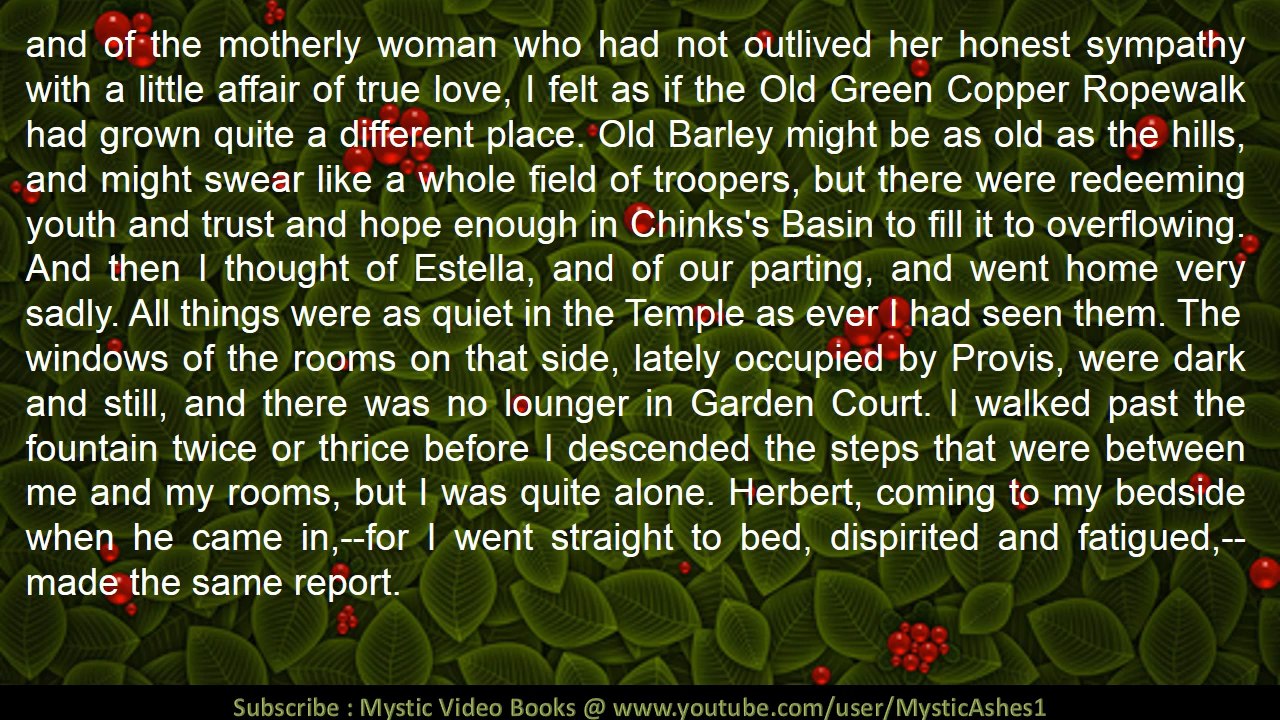 and of the motherly woman who had not outlived her honest sympathy
with a little affair of true love, I felt as if the Old Green Copper Ropewalk
had grown quite a different place. Old Barley might be as old as the hills,
and might swear like a whole field of troopers, but there were redeeming
youth and trust and hope enough in Chinks's Basin to fill it to overflowing.
And then I thought of Estella, and of our parting, and went home very
sadly. All things were as quiet in the Temple as ever I had seen them. The
windows of the rooms on that side, lately occupied by Provis, were dark
and still, and there was no lounger in Garden Court. I walked past the
fountain twice or thrice before I descended the steps that were between
me and my rooms, but I was quite alone. Herbert, coming to my bedside
when he came in,--for I went straight to bed, dispirited and fatigued,--
made the same report.
Subscribe : Mystic Video Books @ www.youtube.com/user/MysticAshes1